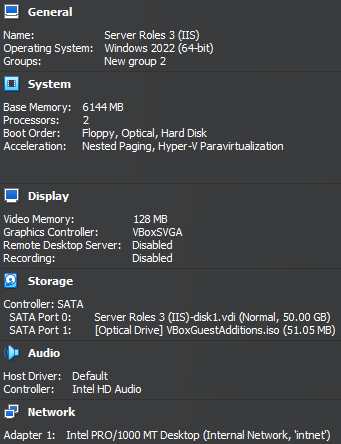 General
Name: Server Roles 3 (IIS)
Operating System: Windows 2022 (64-bit)
Groups: New group 2
System
Base Memory: 6144 MB
Processors: 2
Boot Order: Floppy, Optical, Hard Disk
Acceleration: Nested Paging, Hyper-V Paravirtualization
Display
Video Memory: 128 MB
Graphics Controller: VBoxSVGA
Remote Desktop Server: Disabled
Recording: Disabled
Storage
Controller: SATA
SATA Port 0: Server Roles 3 (IIS)-disk1.vdi (Normal, 50.00 GB)
SATA Port 1: [Optical Drive] VBoxGuestAdditions.iso (51.05 MB)
Audio
Host Driver: Default
Controller: Intel HD Audio
Network
Adapter 1: Intel PRO/1000 MT Desktop (Internal Network, 'intnet')